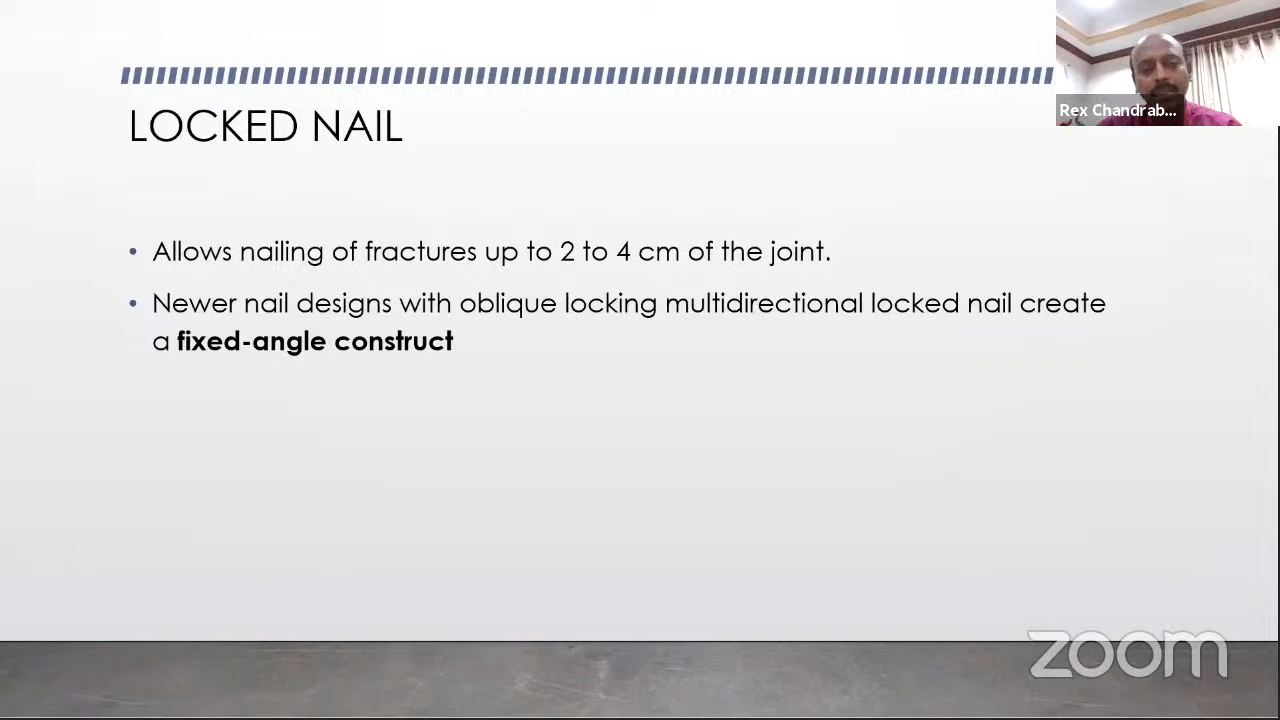 Rex Chandrab...
LOCKED NAIL
• Allows nailing of fractures up to 2 to 4 cm of the joint.
• Newer nail designs with oblique locking multidirectional locked nail create
a fixed-angle construct
zoom